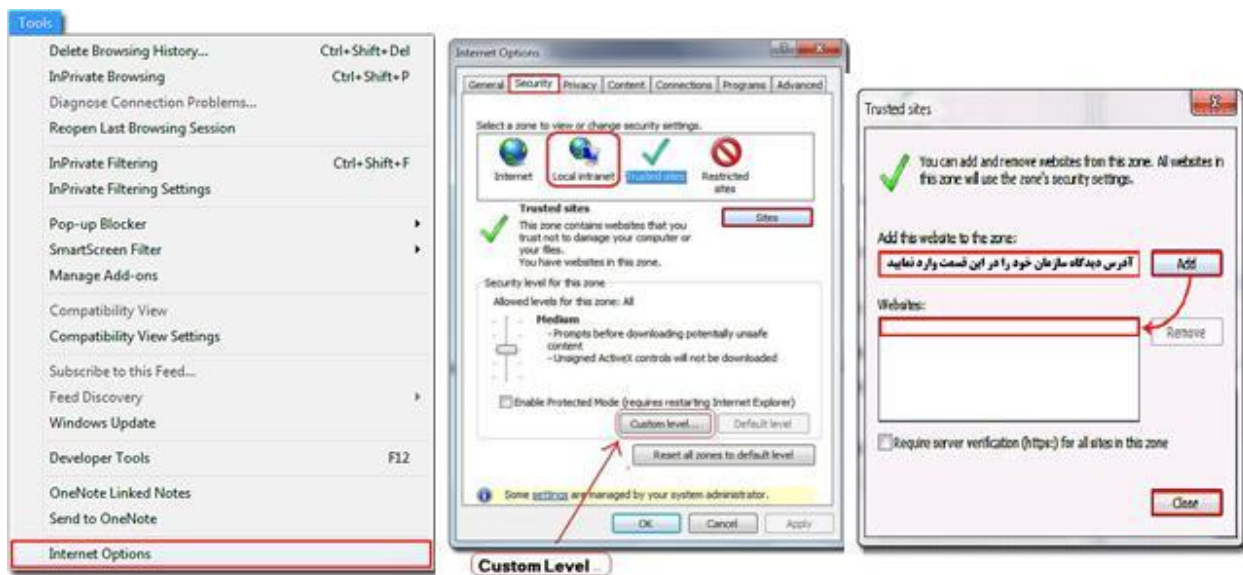 Tools
Delete Browsing History... Ctrl+Shift+Del
InPrivate Browsing Ctrl+Shift+P
Diagnose Connection Problems...
Reopen Last Browsing Session
InPrivate Filtering Ctrl+Shift+F
InPrivate Filtering Settings
Pop-up Blocker
SmartScreen Filter
Manage Add-ons
Compatibility View
Compatibility View Settings
Subscribe to this Feed...
Feed Discovery
Windows Update
Developer Tools F12
OneNote Linked Notes
Send to OneNote
Internet Options
Internet Options
General Security Privacy Content Connections Programs Advanced
Select a zone to view or change security settings.
Internet Local intranet Trusted sites Restricted
sites
Trusted sites
Sites
This zone contains websites that you
trust not to damage your computer or
your files.
You have websites in this zone.
Security level for this zone
Allowed levels for this zone: All
Medium
- Prompts before downloading potentially unsafe
content
- Unsigned ActiveX controls will not be downloaded
Enable Protected Mode (requires restarting Internet Explorer)
Custom level... Default level
Reset all zones to default level
Some settings are managed by your system administrator.
OK Cancel Apply
Custom Level ..
Trusted sites
You can add and remove websites from this zone. All websites in
this zone will use the zone's security settings.
Add this website to the zone:
آدرس دیدگاه سازمان خود را در این قسمت وارد نمایید Add
Websites:
Remove
Require server verification (https:) for all sites in this zone
Close